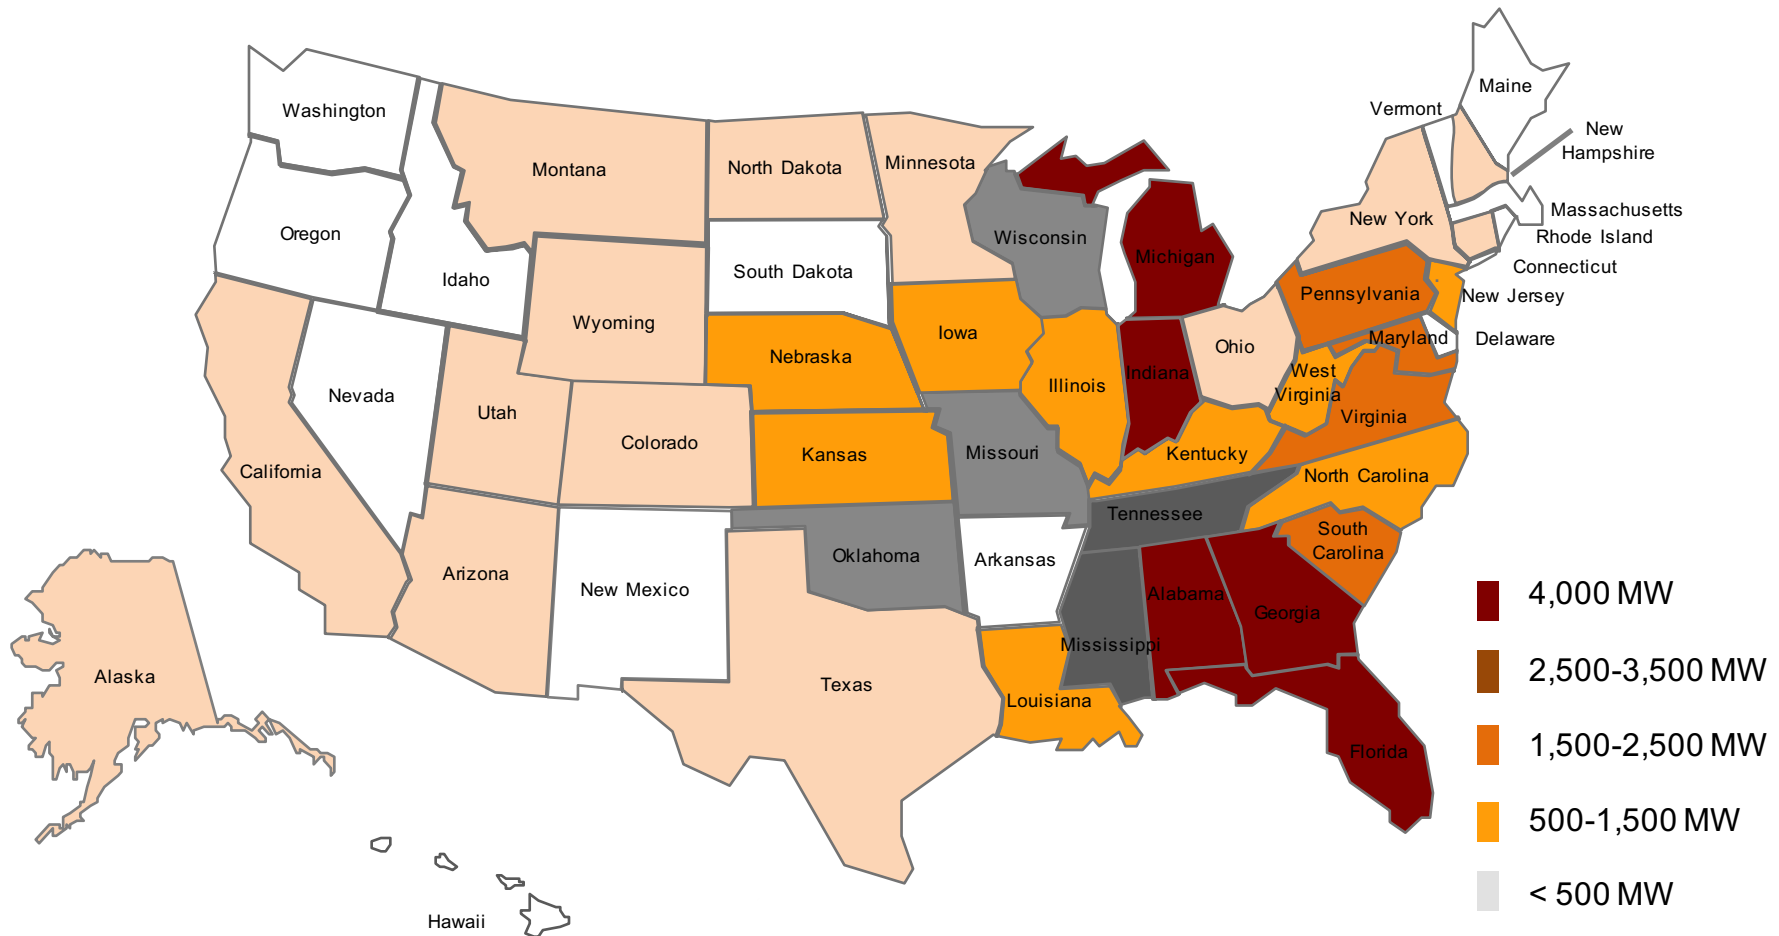 Maine
Washington
Vermont
New
Hampshire
Montana
North Dakota
Minnesota
Massachusetts
New York
Rhode Island
Oregon
Wisconsin
Michigan
Connecticut
South Dakota
Idaho
Pennsylvania
New Jersey
Wyoming
Iowa
Maryland
Delaware
Ohio
Nebraska
Indiana
West
Virginia
Illinois
Nevada
Utah
Virginia
Colorado
Kansas
Missouri
Kentucky
California
North Carolina
Tennessee
South
Carolina
Oklahoma
Arkansas
Arizona
New Mexico
Alabama
Georgia
4,000 MW
Mississippi
Alaska
Texas
Louisiana
2,500-3,500 MW
Florida
1,500-2,500 MW
500-1,500 MW
< 500 MW
Hawaii